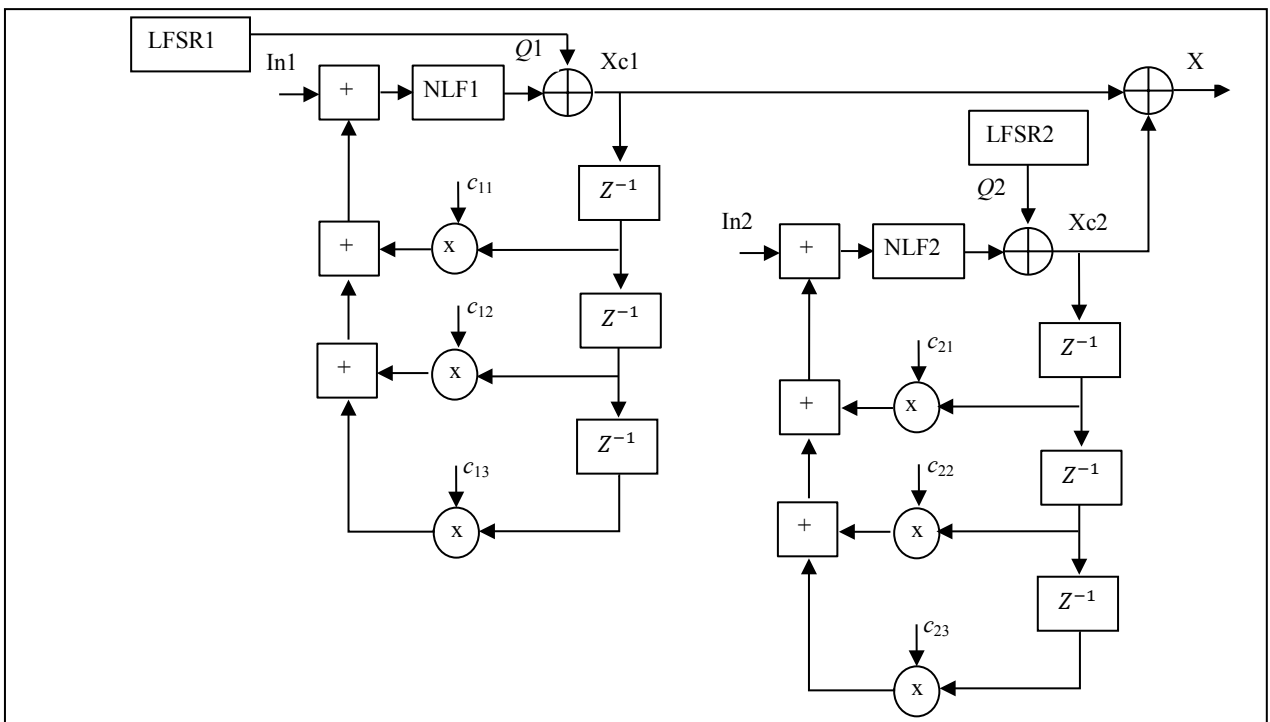 LFSR1
Q1
Xc1
X
In1
+
NLF1
LFSR2
Q2
Z⁻¹
c₁₁
+
x
In2
+
NLF2
Xc2
Z⁻¹
c₁₂
+
x
c₂₁
Z⁻¹
+
x
Z⁻¹
c₁₃
x
c₂₂
Z⁻¹
+
x
Z⁻¹
c₂₃
x